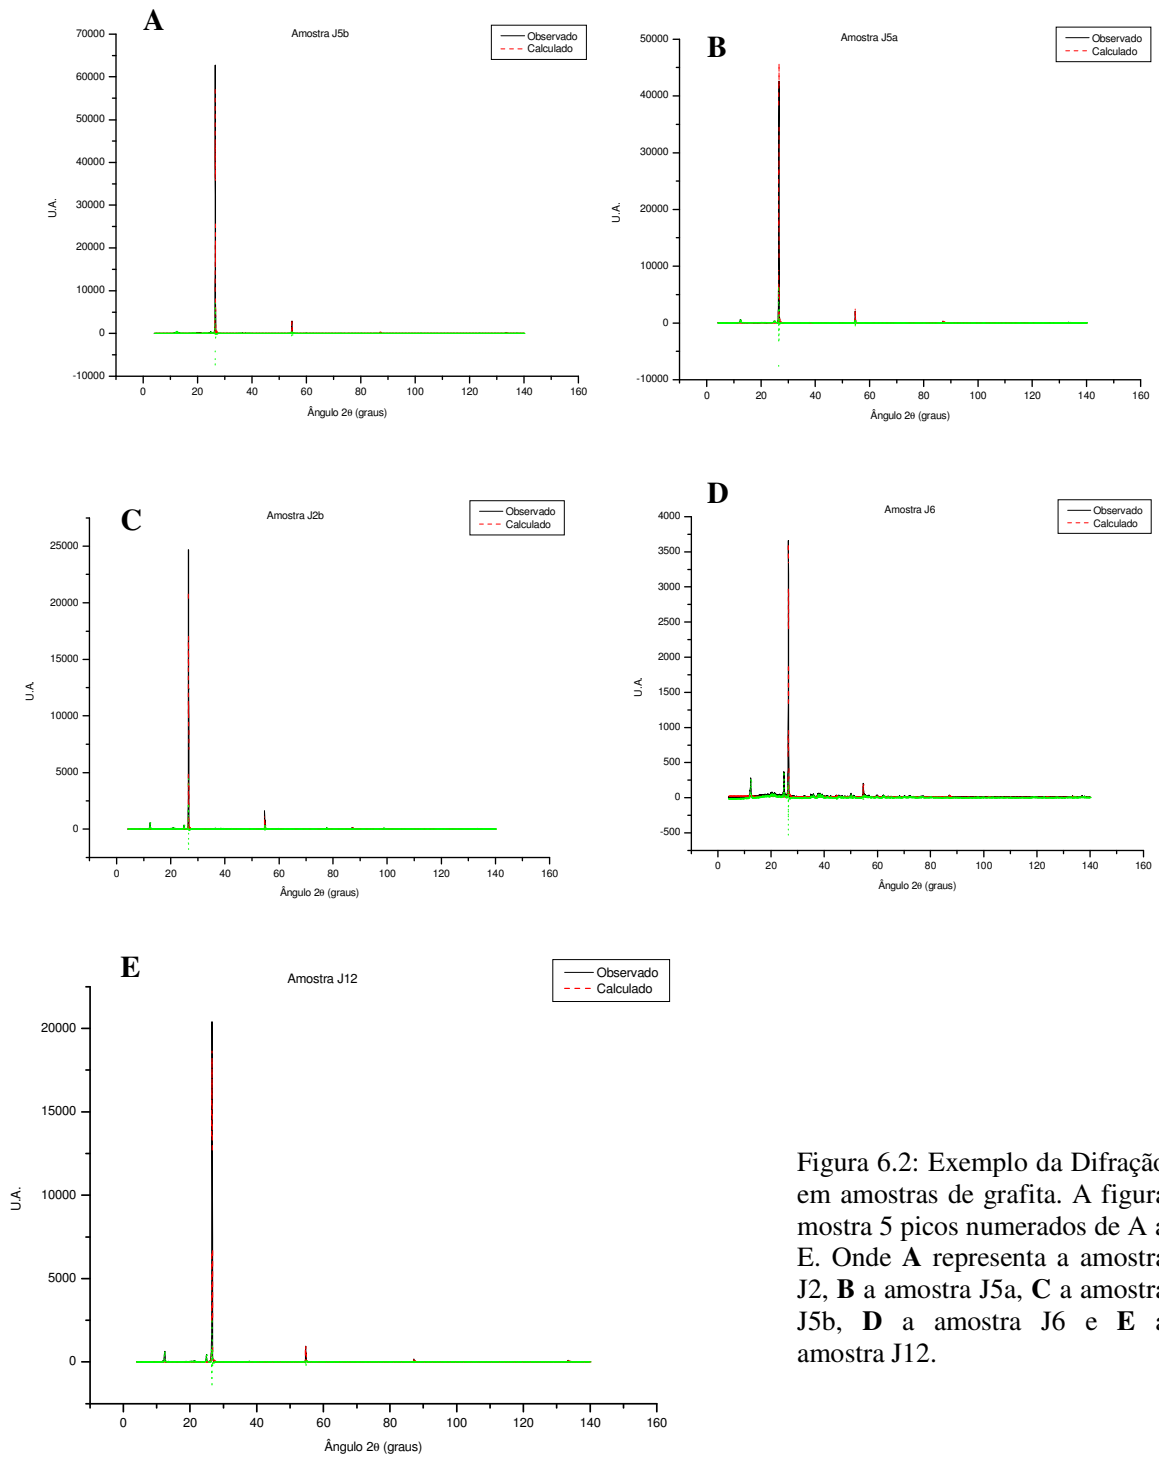 A
Amostra J5b
Observado
Calculado
70000
60000
50000
40000
30000
20000
10000
0
-10000
U.A.
0 20 40 60 80 100 120 140 160
Ângulo 2θ (graus)
B
Amostra J5a
Observado
Calculado
50000
40000
30000
20000
10000
0
-10000
U.A.
0 20 40 60 80 100 120 140 160
Ângulo 2θ (graus)
C
Amostra J2b
Observado
Calculado
25000
20000
15000
10000
5000
0
U.A.
0 20 40 60 80 100 120 140 160
Ângulo 2θ (graus)
D
Amostra J6
Observado
Calculado
4000
3500
3000
2500
2000
1500
1000
500
0
-500
U.A.
0 20 40 60 80 100 120 140 160
Ângulo 2θ (graus)
E
Amostra J12
Observado
Calculado
20000
15000
10000
5000
0
U.A.
0 20 40 60 80 100 120 140 160
Ângulo 2θ (graus)
Figura 6.2: Exemplo da Difração
em amostras de grafita. A figura
mostra 5 picos numerados de A a
E. Onde A representa a amostra
J2, B a amostra J5a, C a amostra
J5b, D a amostra J6 e E a
amostra J12.